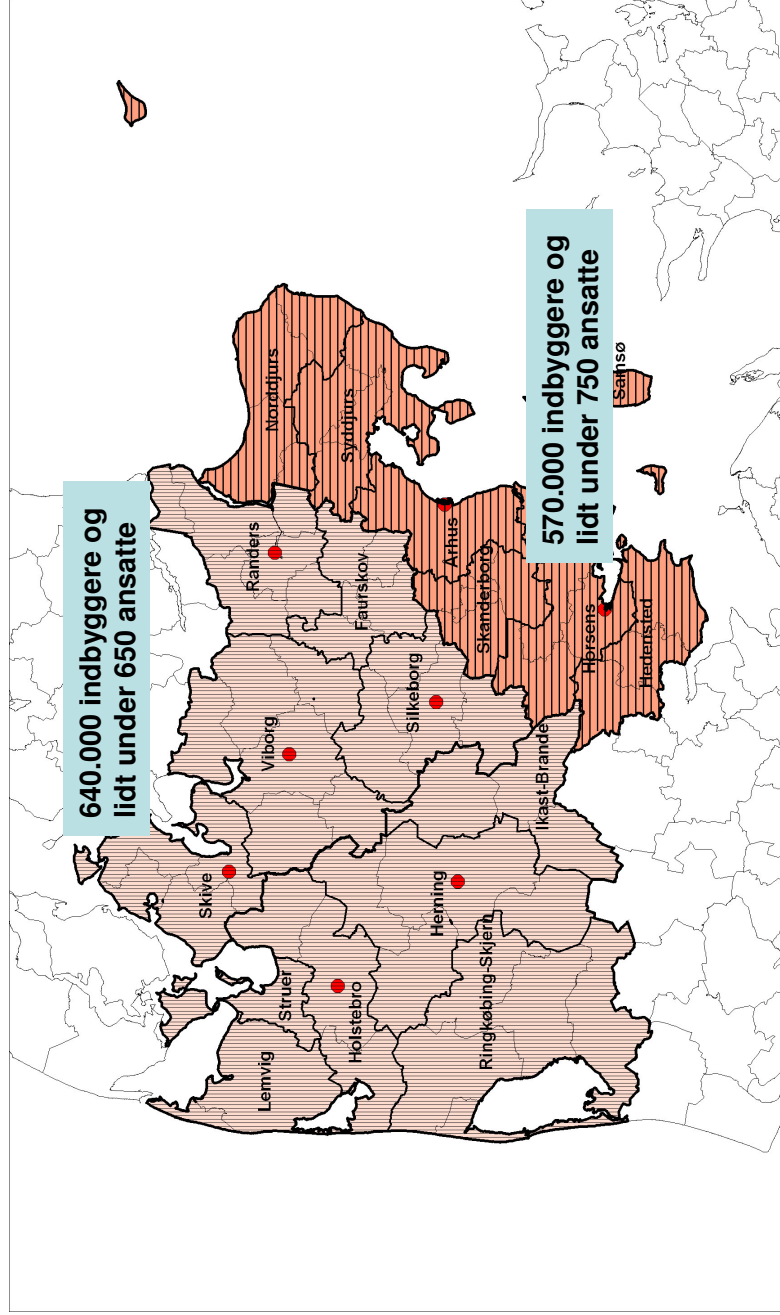 640.000 indbyggere og
lidt under 650 ansatte
570.000 indbyggere og
lidt under 750 ansatte
Lemvig
Struer
Holstebro
Skive
Viborg
Randers
Norddjurs
Syddjurs
Faurskov
Silkeborg
Herning
Ringkøbing-Skjern
Ikast-Brande
Århus
Skanderborg
Horsens
Hedensted
Samsø